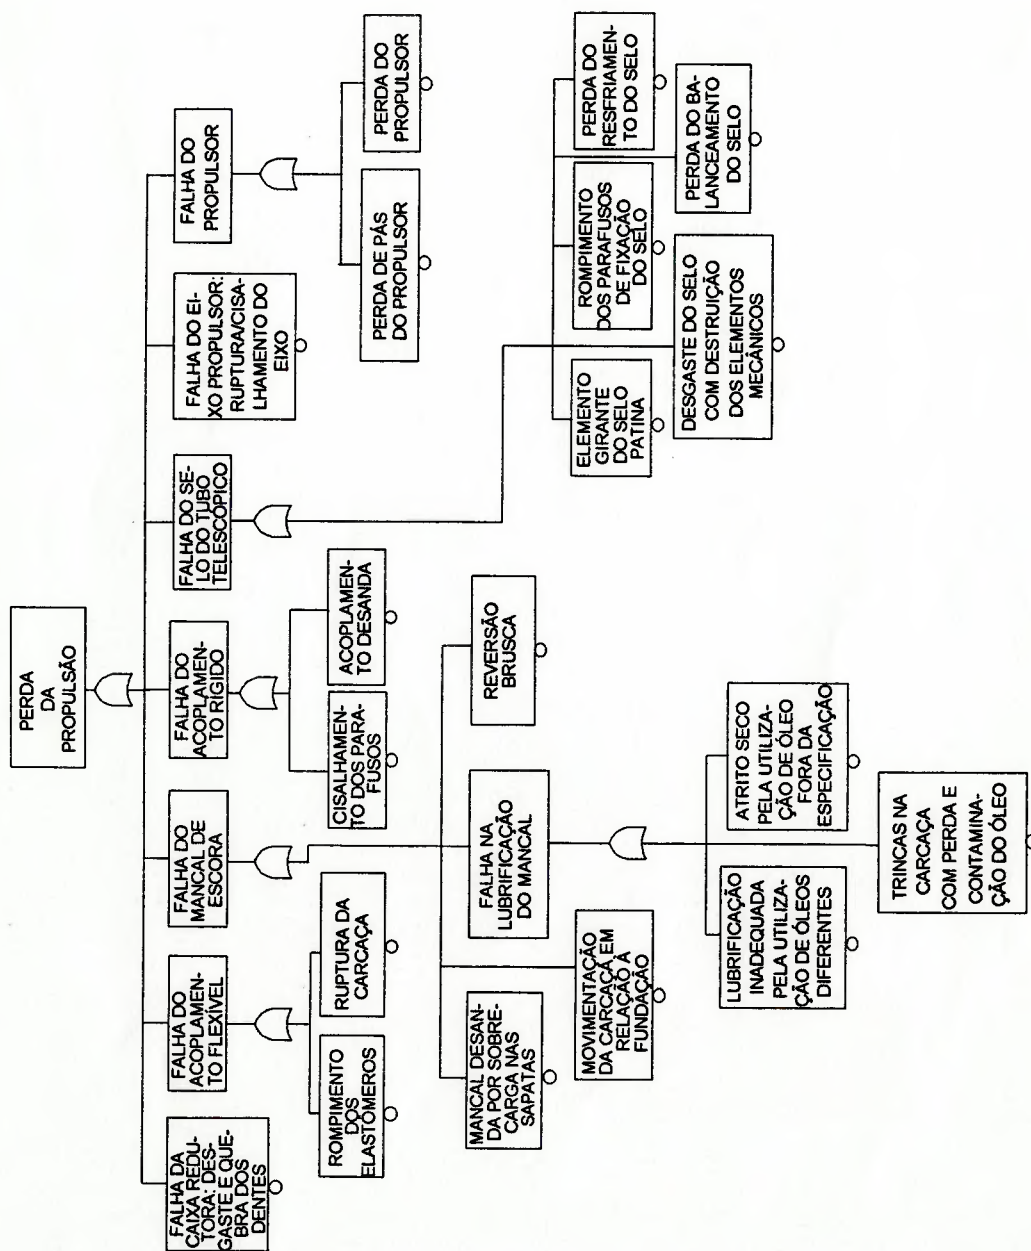 PERDA
DA
PROPULSÃO
FALHA DA
CAIXA REDU-
TORA: DES-
GASTE E QUE-
BRA DOS
DENTES
FALHA DO
ACOPLAMEN-
TO FLEXÍVEL
FALHA DO
MANCAL DE
ESCORA
FALHA DO
ACOPLAMEN-
TO RÍGIDO
FALHA DO SE-
LO DO TUBO
TELESCÓPICO
FALHA DO EI-
XO PROPULSOR:
RUPTURA/CISA-
LHAMENTO DO
EIXO
FALHA DO
PROPULSOR
ROMPIMENTO
DOS
ELASTÔMEROS
RUPTURA DA
CARCAÇA
CISALHAMEN-
TO DOS PARA-
FUSOS
ACOPLAMEN-
TO DESANDA
PERDA DE PÁS
DO PROPULSOR
PERDA DO
PROPULSOR
MANCAL DESAN-
DA POR SOBRE-
CARGA NAS
SAPATAS
MOVIMENTAÇÃO
DA CARCAÇA EM
RELAÇÃO À
FUNDAÇÃO
FALHA NA
LUBRIFICAÇÃO
DO MANCAL
REVERSÃO
BRUSCA
ELEMENTO
GIRANTE
DO SELO
PATINA
DESGASTE DO SELO
COM DESTRUIÇÃO
DOS ELEMENTOS
MECÂNICOS
ROMPIMENTO
DOS PARAFUSOS
DE FIXAÇÃO
DO SELO
PERDA DO BA-
LANCEAMENTO
DO SELO
PERDA DO
RESFRIAMEN-
TO DO SELO
LUBRIFICAÇÃO
INADEQUADA
PELA UTILIZA-
ÇÃO DE ÓLEOS
DIFERENTES
TRINCAS NA
CARCAÇA
COM PERDA E
CONTAMINA-
ÇÃO DO ÓLEO
ATRITO SECO
PELA UTILIZA-
ÇÃO DE ÓLEO
FORA DA
ESPECIFICAÇÃO